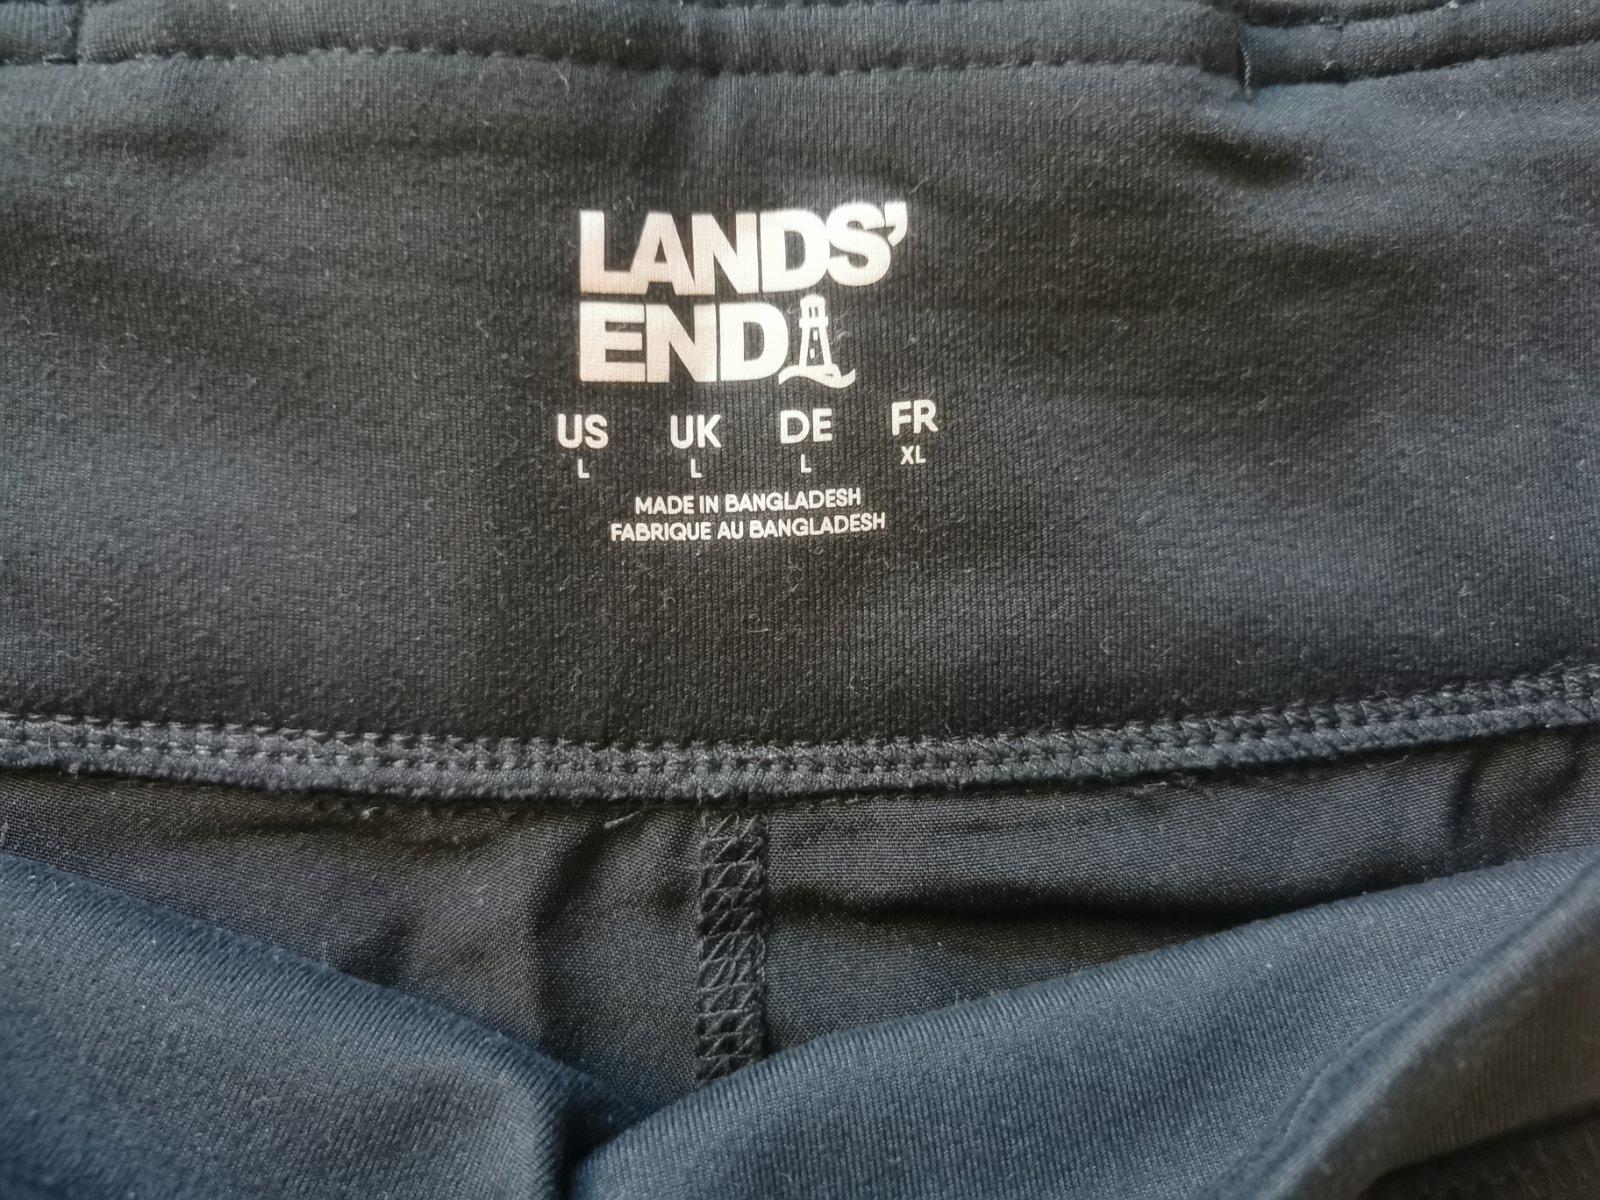 LANDS'
END
US UK DE FR
L L L XL
MADE IN BANGLADESH
FABRIQUE AU BANGLADESH